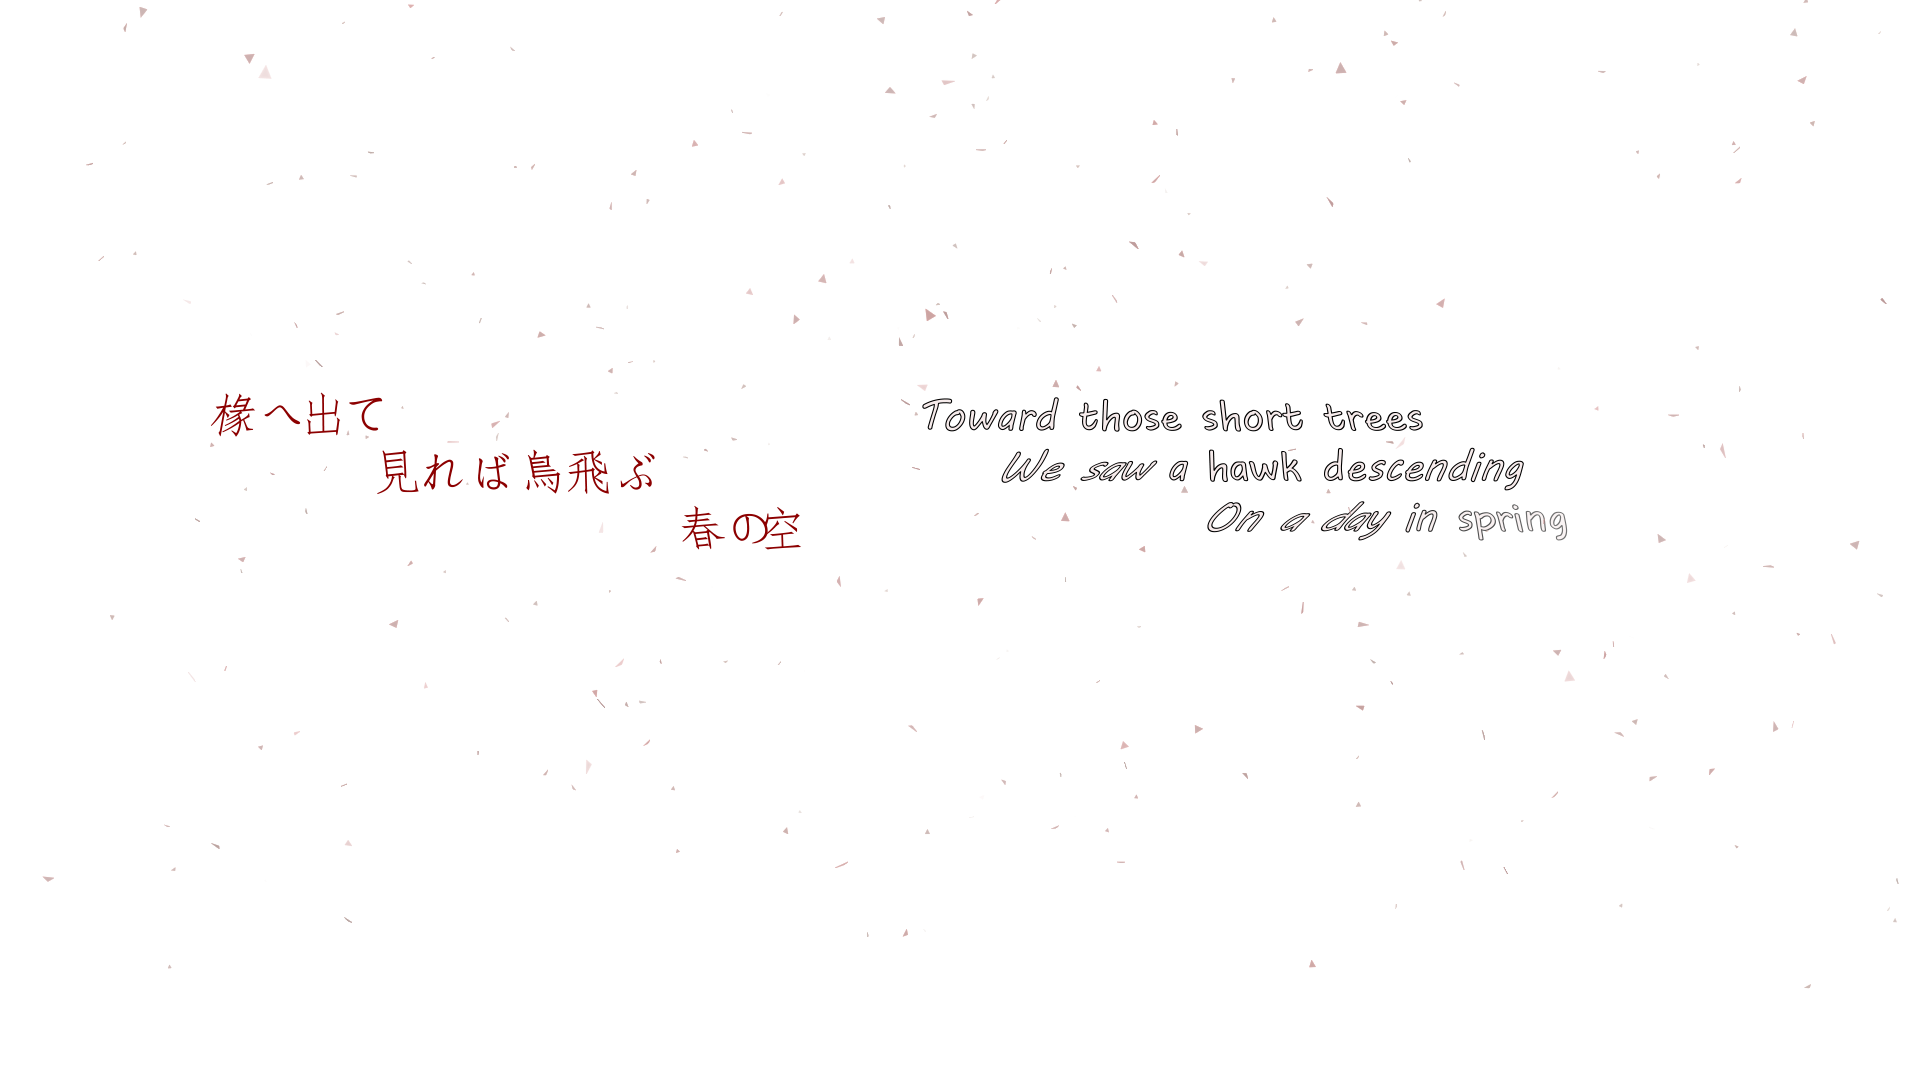 椽へ出て
見れば鳥飛ぶ
春の空
Toward those short trees
We saw a hawk descending
On a day in spring